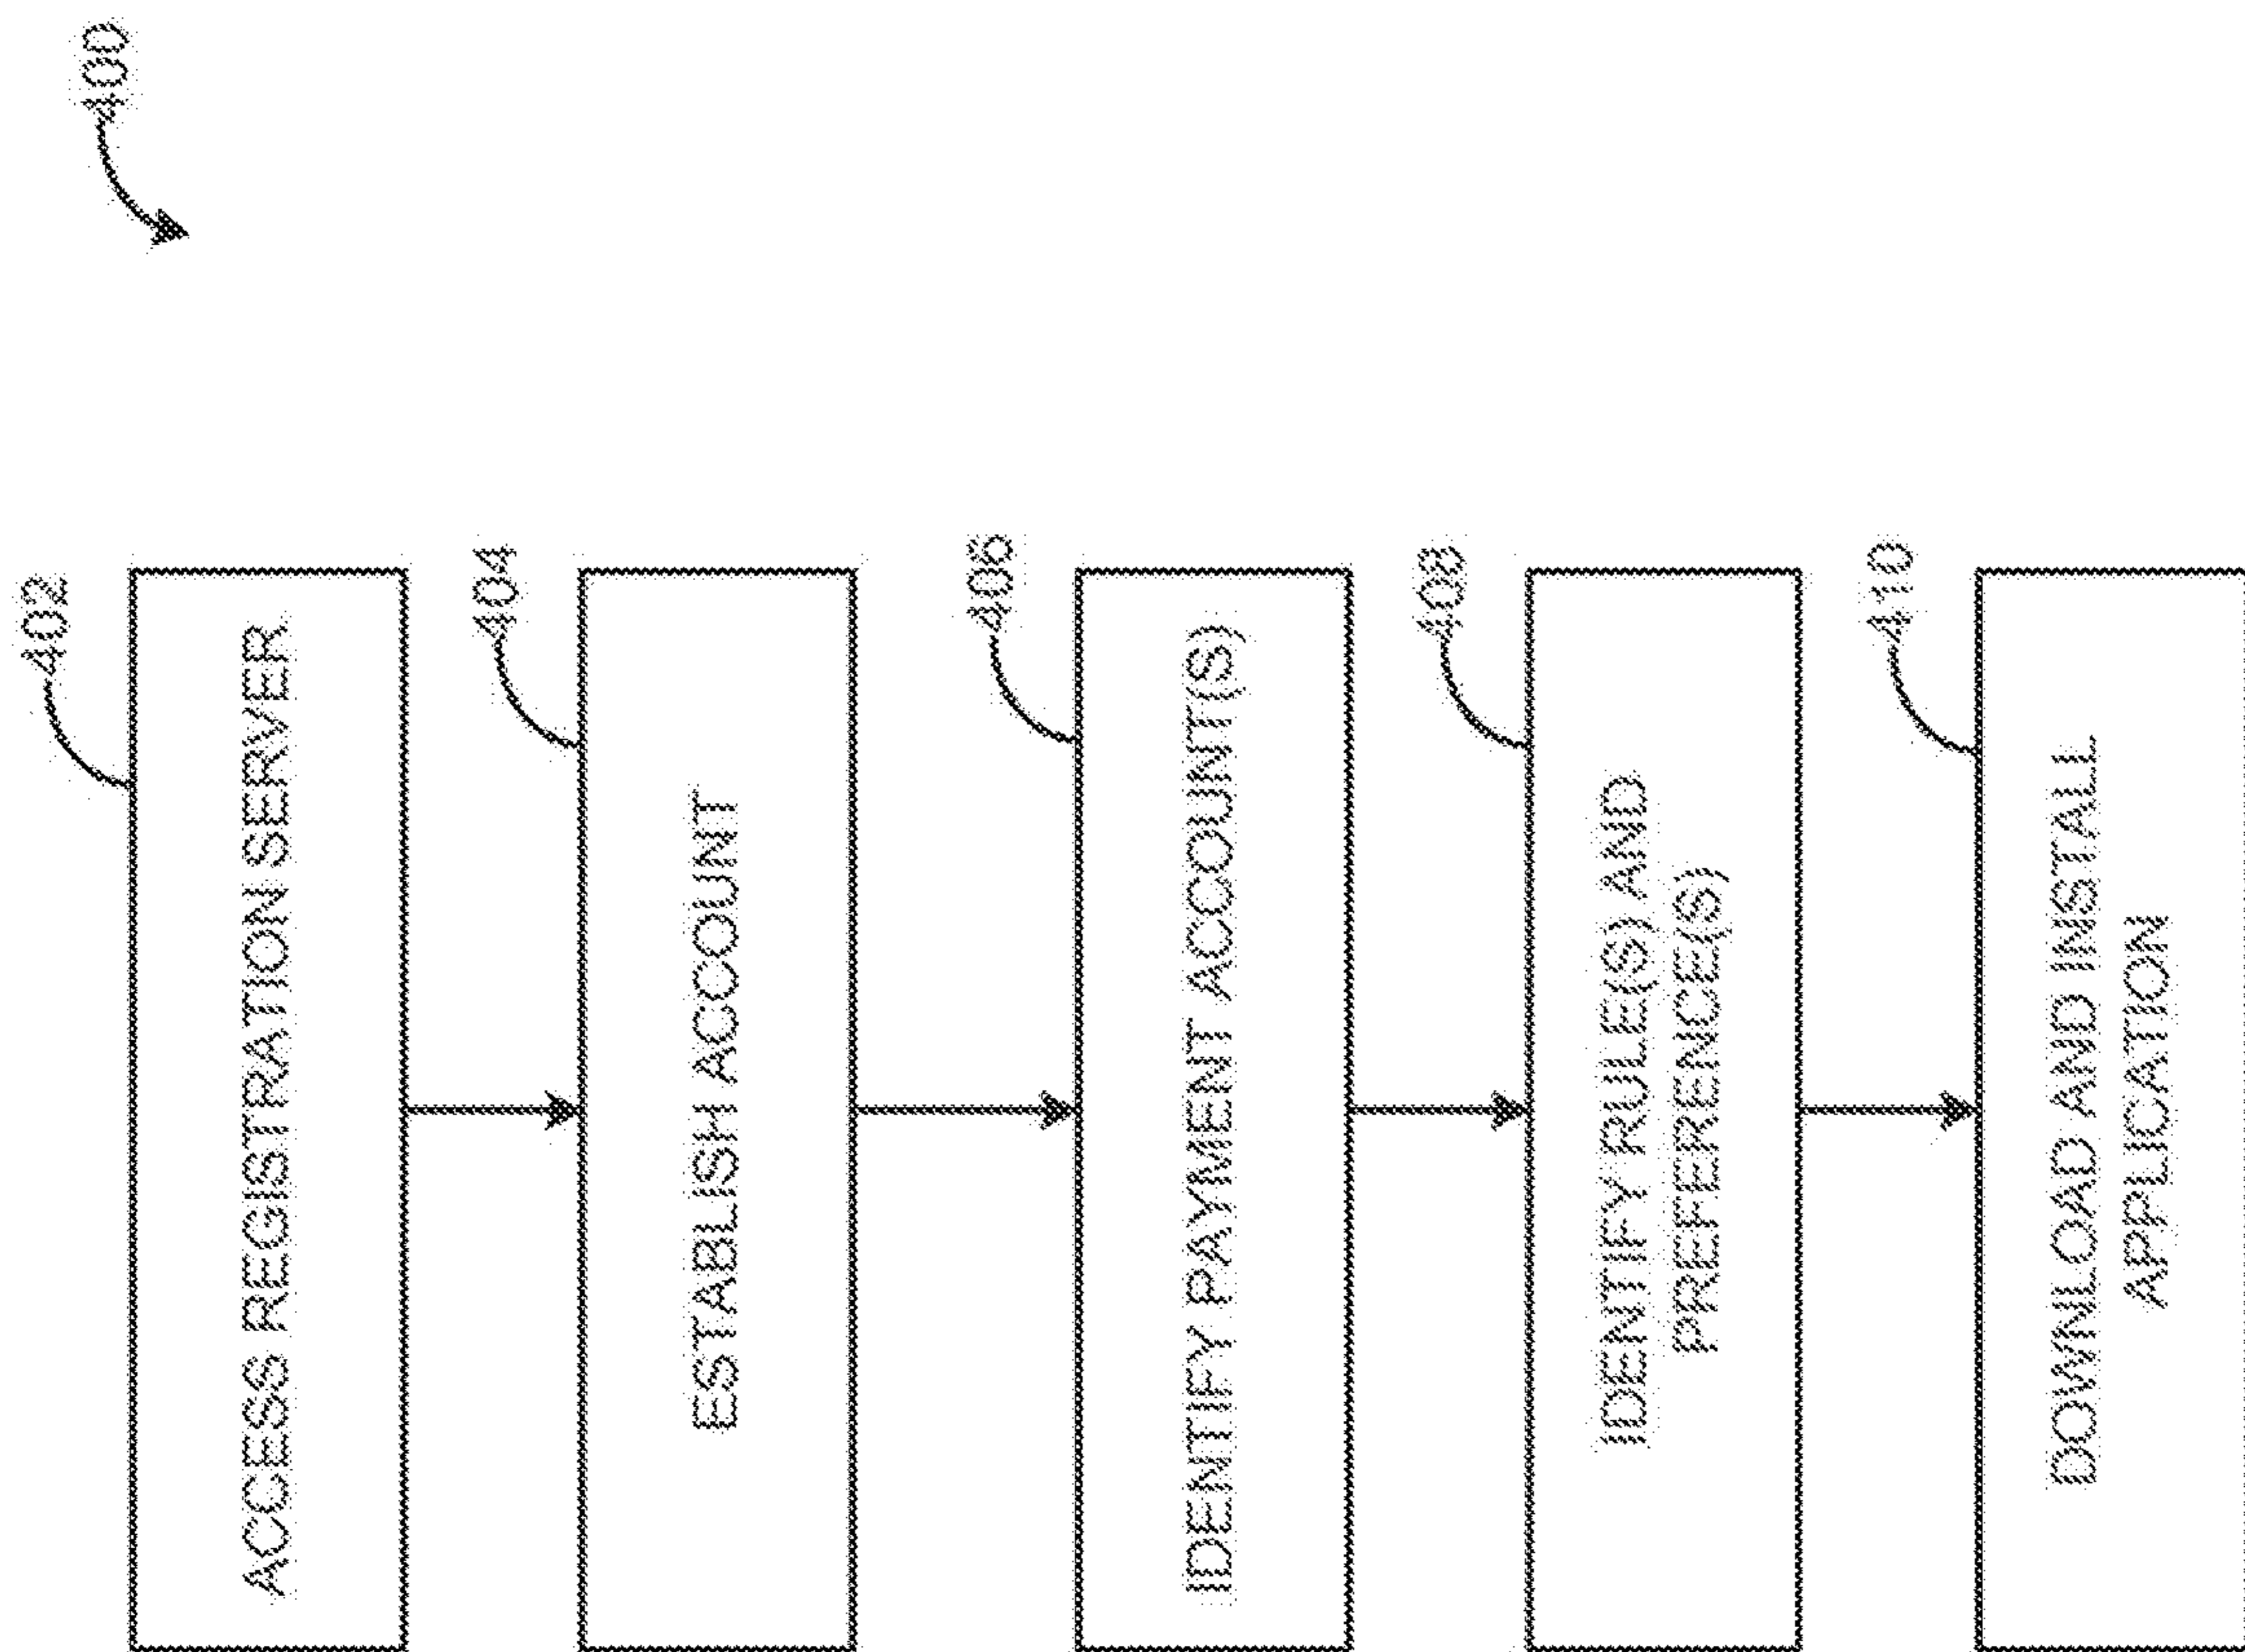 400
402
ACCESS REGISTRATION SERVER
404
ESTABLISH ACCOUNT
406
IDENTIFY PAYMENT ACCOUNT(S)
408
IDENTIFY RULE(S) AND
PREFERENCE(S)
410
DOWNLOAD AND INSTALL
APPLICATION